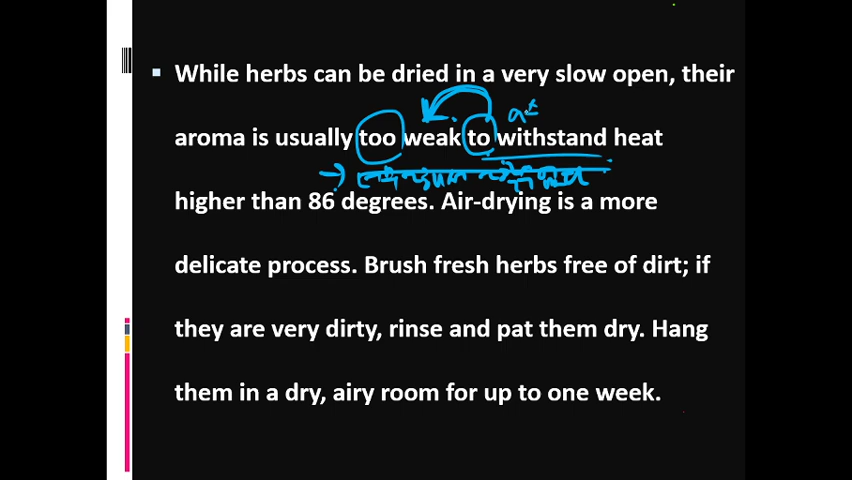 While herbs can be dried in a very slow open, their
aroma is usually too weak to withstand heat
higher than 86 degrees. Air-drying is a more
delicate process. Brush fresh herbs free of dirt; if
they are very dirty, rinse and pat them dry. Hang
them in a dry, airy room for up to one week.